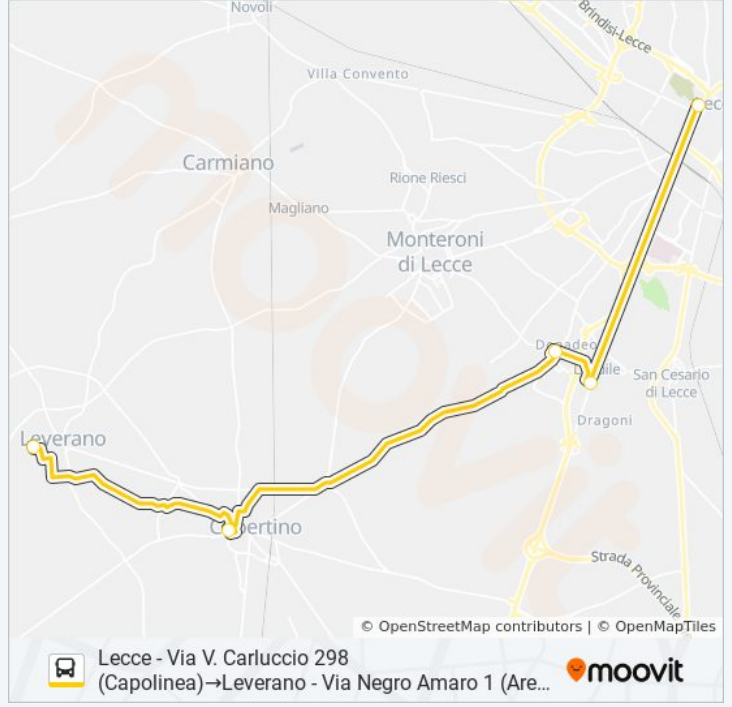 Novoli
Brindisi-Lecce
Villa Convento
Carmiano
Rione Riesci
Magliano
Monteroni
di Lecce
San Cesario
di Lecce
Dragoni
Leverano
Strada Provinciale
© OpenStreetMap contributors | © OpenMapTiles
Lecce - Via V. Carluccio 298
(Capolinea)→Leverano - Via Negro Amaro 1 (Are...
moovit
moovit